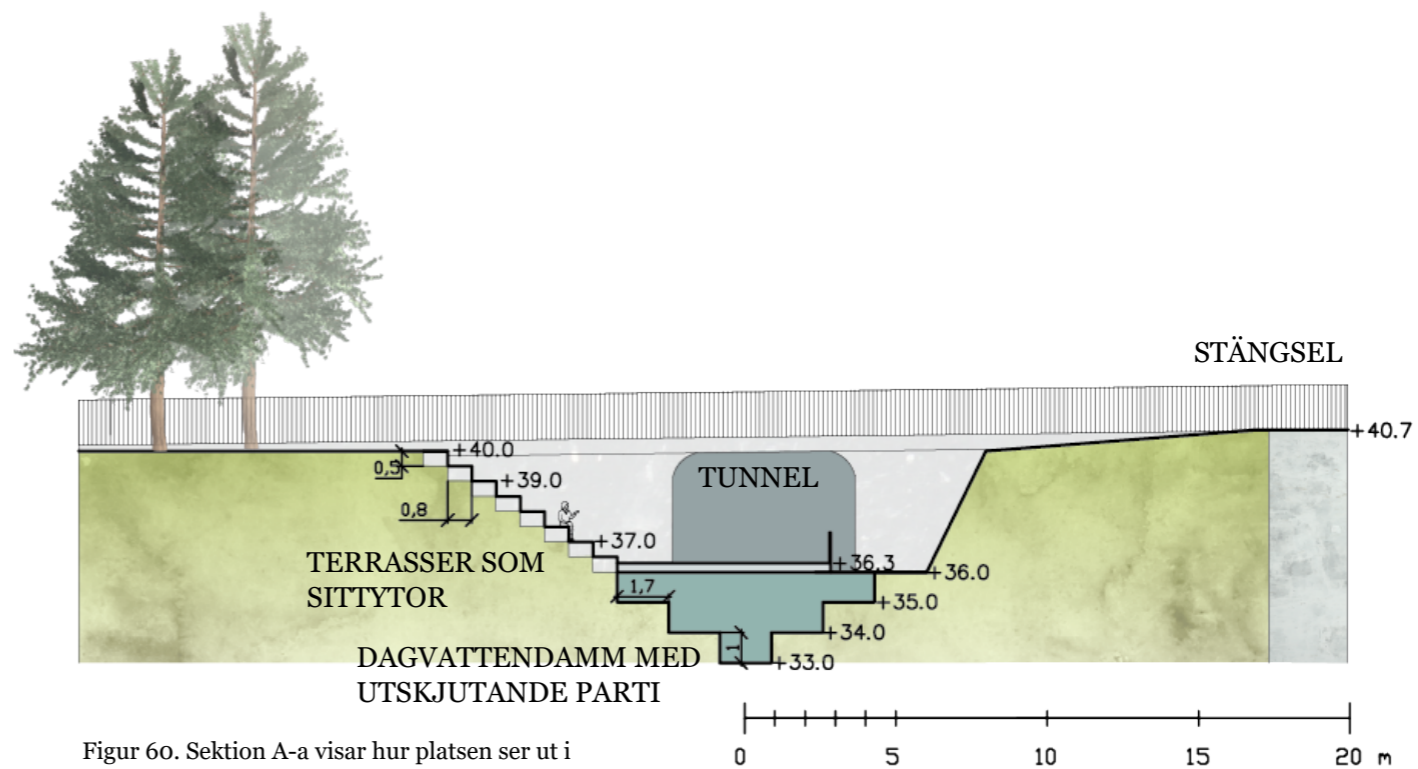 STÄNGSEL
+40.7
+40.0
0,5
TUNNEL
+39.0
0,8
+37.0
TERRASSER SOM
SITTYTOR
+36.3
+36.0
1,7
+35.0
+34.0
1
DAGVATTENDAMM MED
UTSKJUTANDE PARTI
+33.0
Figur 60. Sektion A-a visar hur platsen ser ut i
0 5 10 15 20 m